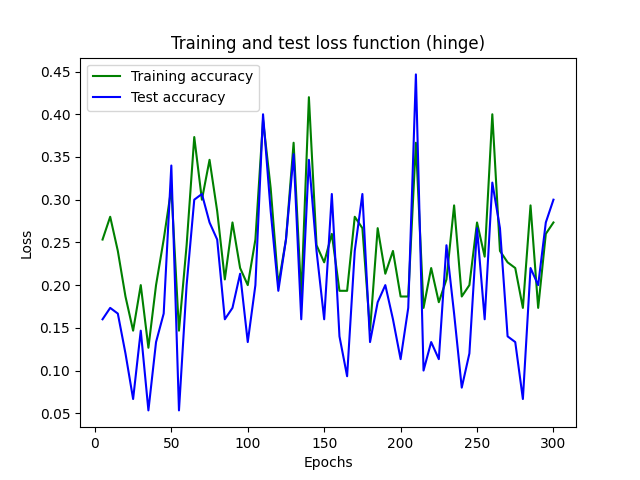 Training and test loss function (hinge)
Training accuracy
Test accuracy
0.45
0.40
0.35
0.30
0.25
0.20
0.15
0.10
0.05
Loss
0 50 100 150 200 250 300
Epochs